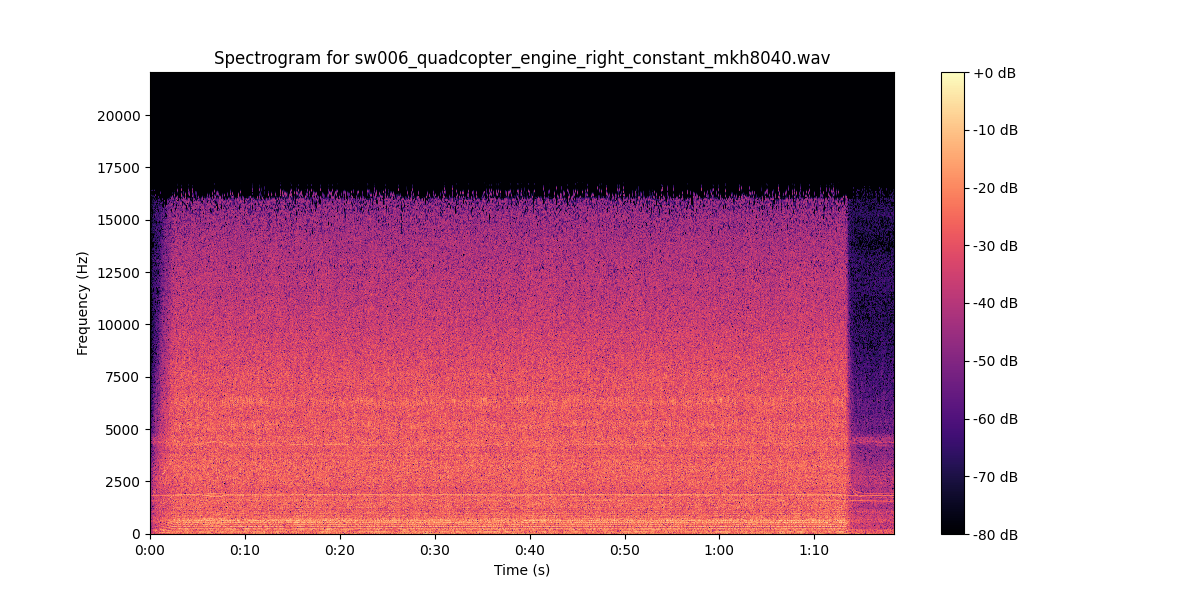 Spectrogram for sw006_quadcopter_engine_right_constant_mkh8040.wav
Frequency (Hz)
20000
17500
15000
12500
10000
7500
5000
2500
0
0:00 0:10 0:20 0:30 0:40 0:50 1:00 1:10
Time (s)
+0 dB
-10 dB
-20 dB
-30 dB
-40 dB
-50 dB
-60 dB
-70 dB
-80 dB